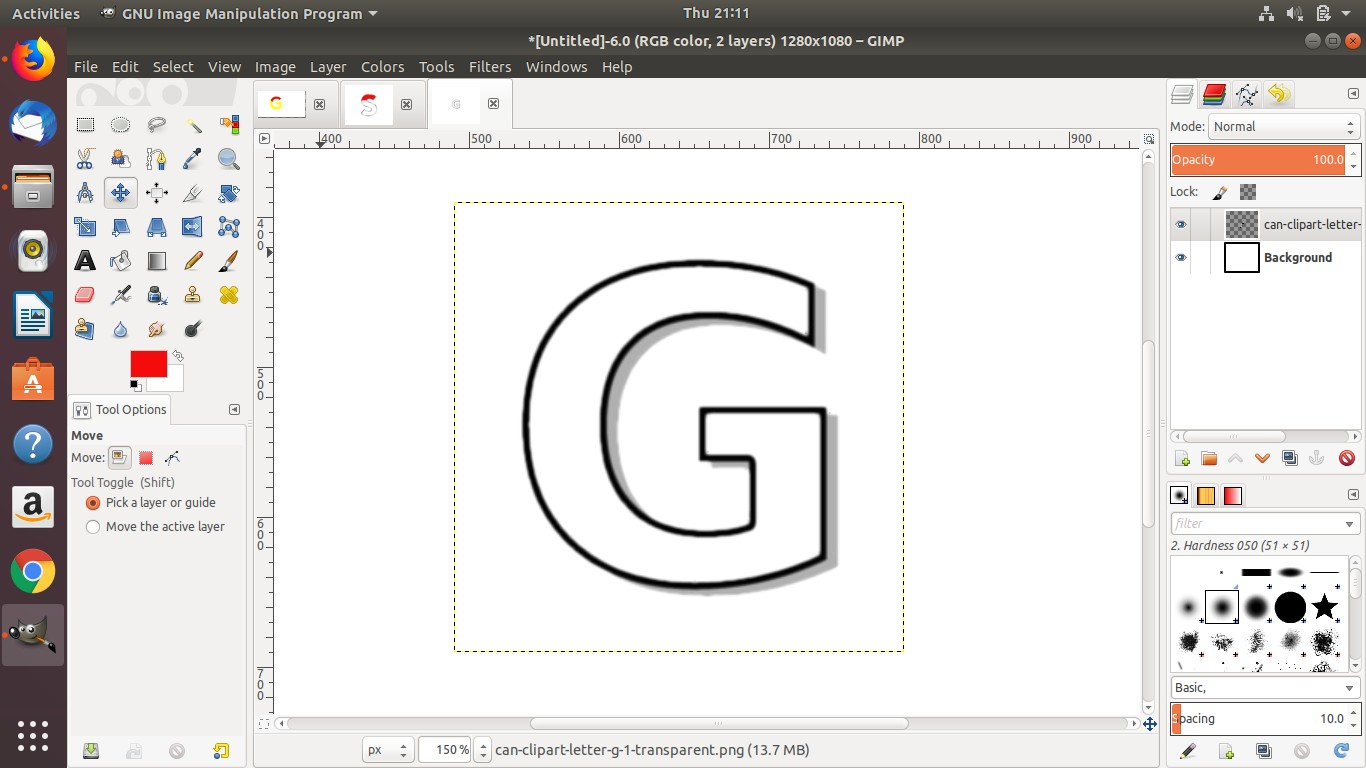 Activities GNU Image Manipulation Program Thu 21:11
*[Untitled]-6.0 (RGB color, 2 layers) 1280x1080 – GIMP
File Edit Select View Image Layer Colors Tools Filters Windows Help
G S G
400 500 600 700 800 900
Mode: Normal
Opacity 100.0
Lock:
can-clipart-letter-
Background
400
500
600
700
G
Tool Options
Move
Move:
Tool Toggle (Shift)
Pick a layer or guide
Move the active layer
filter
2. Hardness 050 (51 × 51)
Basic,
Spacing 10.0
px 150 % can-clipart-letter-g-1-transparent.png (13.7 MB)